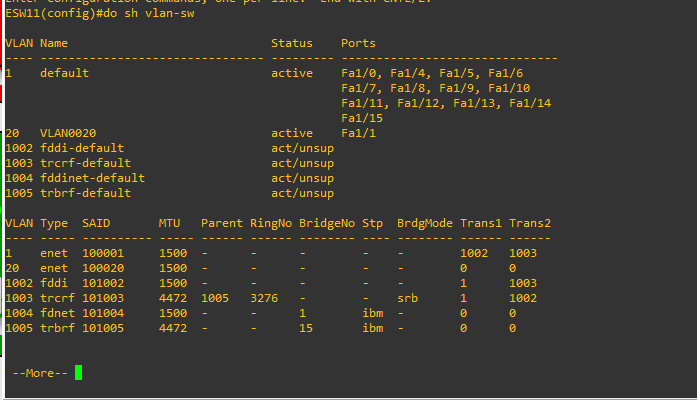 Enter configuration commands, one per line.  End with CNTL/Z.
ESW11(config)#do sh vlan-sw
VLAN Name                             Status    Ports
---- -------------------------------- --------- -------------------------------
1    default                          active    Fa1/0, Fa1/4, Fa1/5, Fa1/6
                                                Fa1/7, Fa1/8, Fa1/9, Fa1/10
                                                Fa1/11, Fa1/12, Fa1/13, Fa1/14
                                                Fa1/15
20   VLAN0020                         active    Fa1/1
1002 fddi-default                     act/unsup
1003 trcrf-default                    act/unsup
1004 fddinet-default                  act/unsup
1005 trbrf-default                    act/unsup
VLAN Type  SAID       MTU   Parent RingNo BridgeNo Stp  BrdgMode Trans1 Trans2
---- ----- ---------- ----- ------ ------ -------- ---- -------- ------ ------
1    enet  100001     1500  -      -      -        -    -        1002   1003
20   enet  100020     1500  -      -      -        -    -        0      0
1002 fddi  101002     1500  -      -      -        -    -        1      1003
1003 trcrf 101003     4472  1005   3276   -        -    srb      1      1002
1004 fdnet 101004     1500  -      -      1        ibm  -        0      0
1005 trbrf 101005     4472  -      -      15       ibm  -        0      0
 --More--